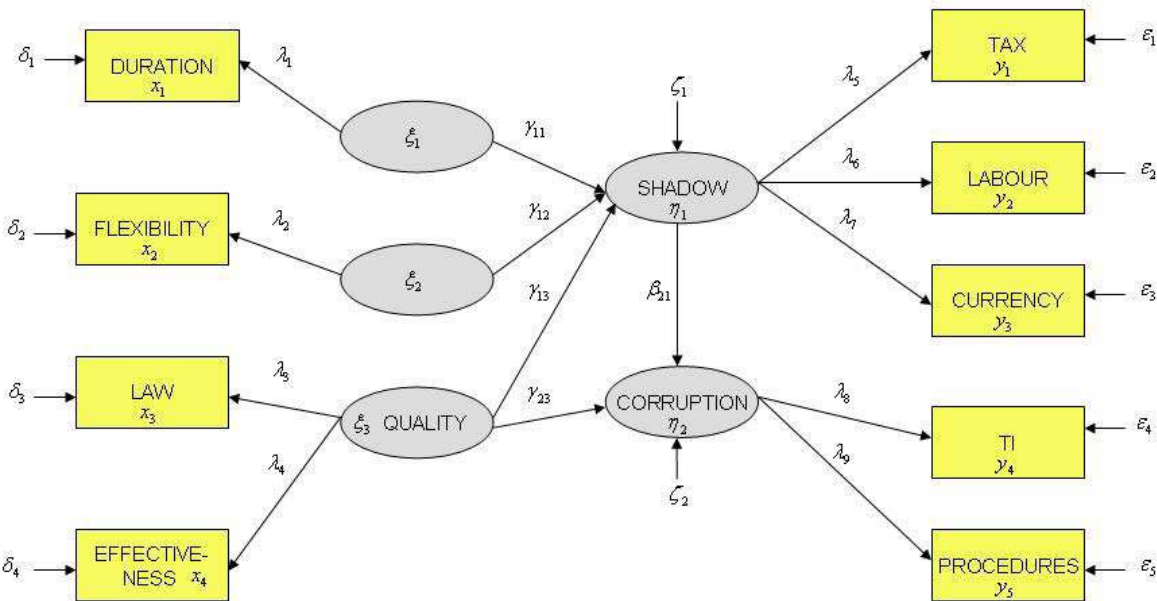 δ₁
DURATION
x₁
λ₁
ξ₁
γ₁₁
ζ₁
SHADOW
η₁
λ₅
TAX
y₁
ε₁
λ₆
LABOUR
y₂
ε₂
δ₂
FLEXIBILITY
x₂
λ₂
ξ₂
γ₁₂
γ₁₃
β₂₁
λ₇
CURRENCY
y₃
ε₃
δ₃
LAW
x₃
λ₃
ξ₃ QUALITY
γ₂₃
CORRUPTION
η₂
ζ₂
λ₈
TI
y₄
ε₄
λ₄
λ₉
δ₄
EFFECTIVE-
NESS x₄
PROCEDURES
y₅
ε₅